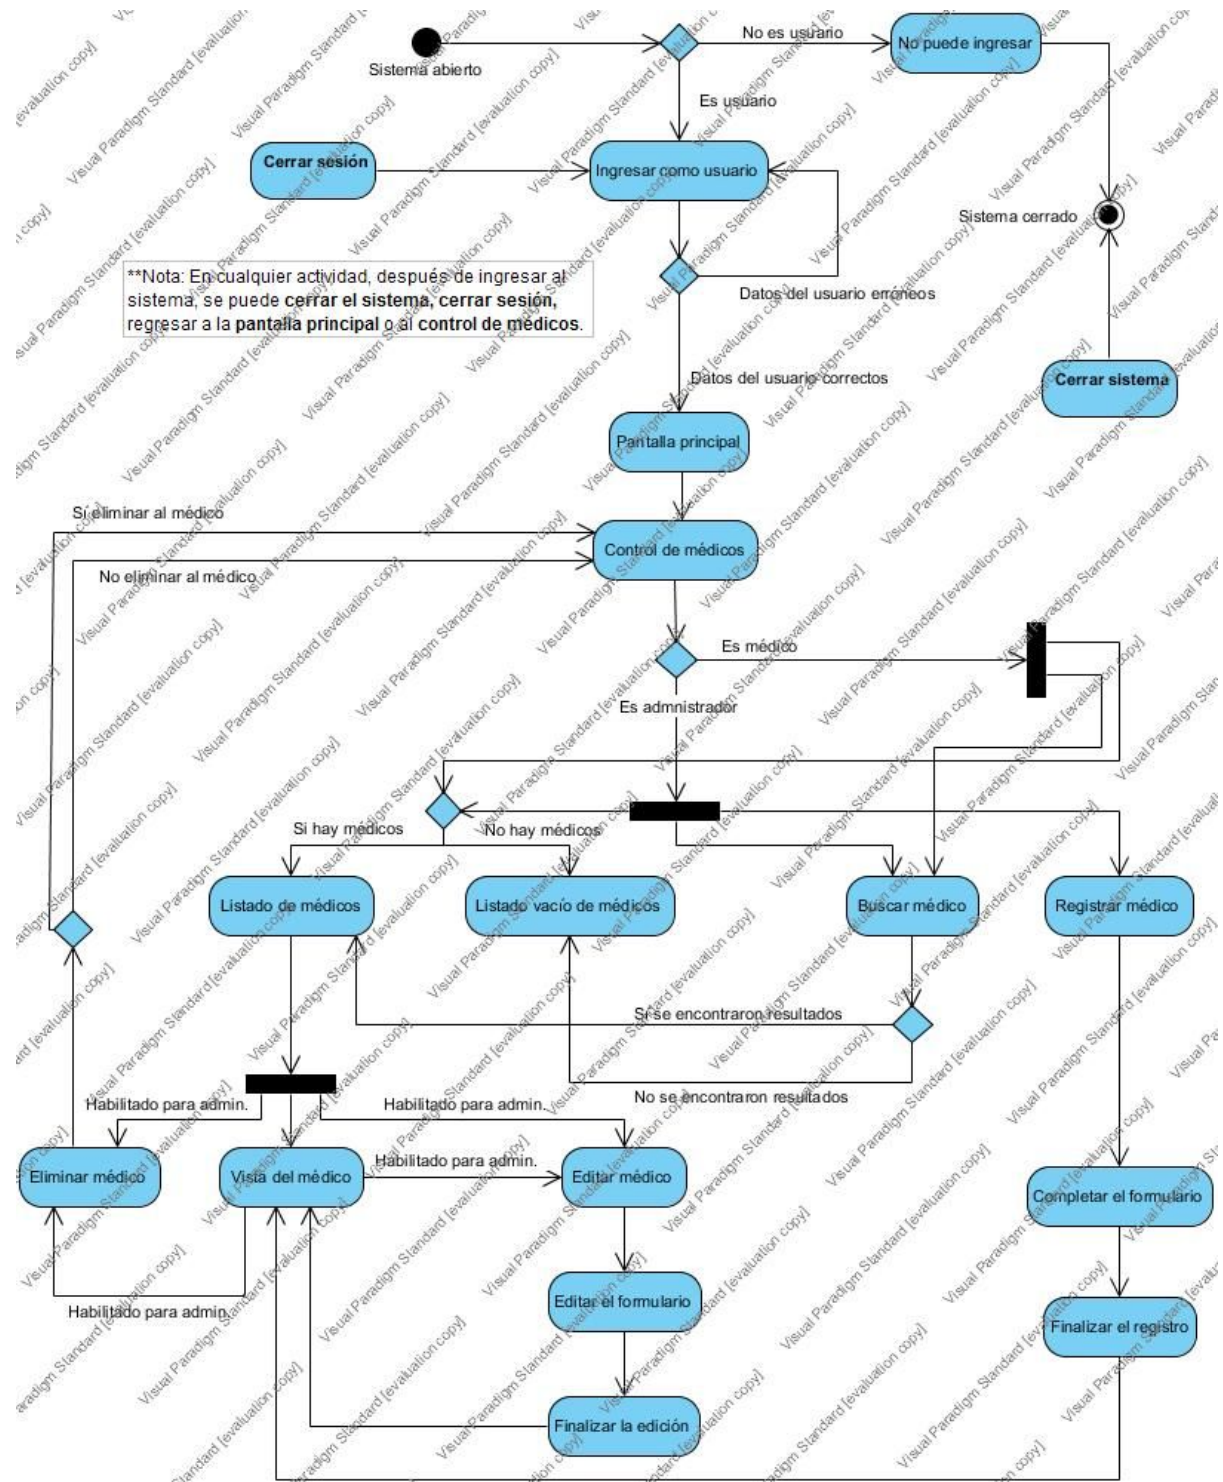 No es usuario
No puede ingresar
Sistema abierto
Es usuario
Cerrar sesión
Ingresar como usuario
Sistema cerrado
**Nota: En cualquier actividad, después de ingresar al
sistema, se puede cerrar el sistema, cerrar sesión,
regresar a la pantalla principal o al control de médicos.
Datos del usuario erróneos
Datos del usuario correctos
Cerrar sistema
Pantalla principal
Sí eliminar al médico
Control de médicos
No eliminar al médico
Es médico
Es admnistrador
Si hay médicos
No hay médicos
Listado de médicos
Listado vacío de médicos
Buscar médico
Registrar médico
Si se encontraron resultados
No se encontraron resultados
Habilitado para admin.
Habilitado para admin.
Habilitado para admin.
Eliminar médico
Vista del médico
Editar médico
Completar el formulario
Habilitado para admin.
Editar el formulario
Finalizar el registro
Finalizar la edición
Visual Paradigm Standard [evaluation copy]